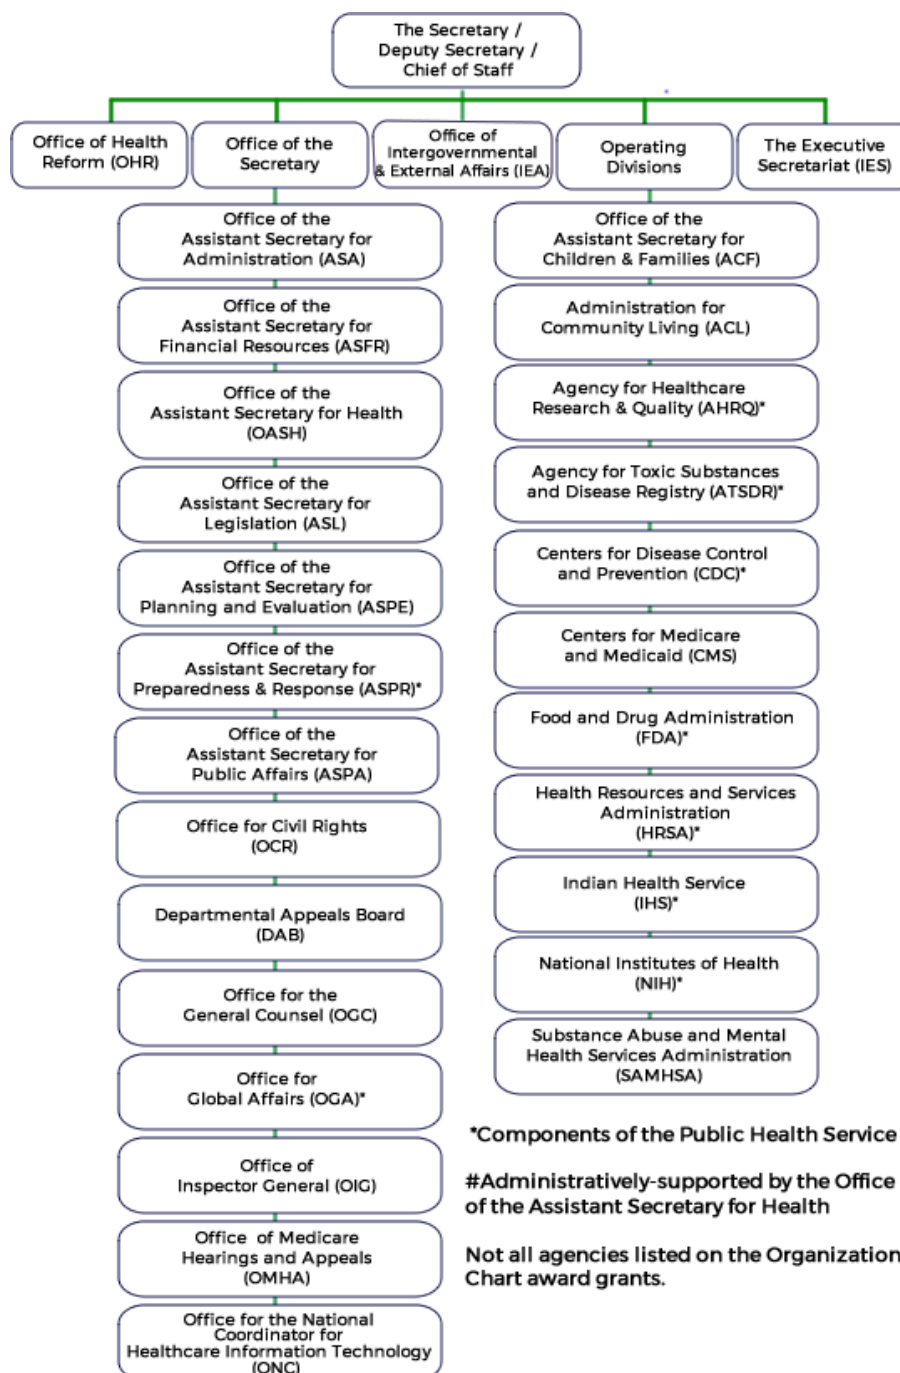 The Secretary /
Deputy Secretary /
Chief of Staff
Office of Health
Reform (OHR)
Office of the
Secretary
Office of
Intergovernmental
& External Affairs (IEA)
Operating
Divisions
The Executive
Secretariat (IES)
Office of the
Assistant Secretary for
Administration (ASA)
Office of the
Assistant Secretary for
Financial Resources (ASFR)
Office of the
Assistant Secretary for Health
(OASH)
Office of the
Assistant Secretary for
Legislation (ASL)
Office of the
Assistant Secretary for
Planning and Evaluation (ASPE)
Office of the
Assistant Secretary for
Preparedness & Response (ASPR)*
Office of the
Assistant Secretary for
Public Affairs (ASPA)
Office for Civil Rights
(OCR)
Departmental Appeals Board
(DAB)
Office for the
General Counsel (OGC)
Office for
Global Affairs (OGA)*
Office of
Inspector General (OIG)
Office of Medicare
Hearings and Appeals
(OMHA)
Office for the National
Coordinator for
Healthcare Information Technology
(ONC)
Office of the
Assistant Secretary for
Children & Families (ACF)
Administration for
Community Living (ACL)
Agency for Healthcare
Research & Quality (AHRQ)*
Agency for Toxic Substances
and Disease Registry (ATSDR)*
Centers for Disease Control
and Prevention (CDC)*
Centers for Medicare
and Medicaid (CMS)
Food and Drug Administration
(FDA)*
Health Resources and Services
Administration
(HRSA)*
Indian Health Service
(IHS)*
National Institutes of Health
(NIH)*
Substance Abuse and Mental
Health Services Administration
(SAMHSA)
*Components of the Public Health Service
#Administratively-supported by the Office
of the Assistant Secretary for Health
Not all agencies listed on the Organization
Chart award grants.